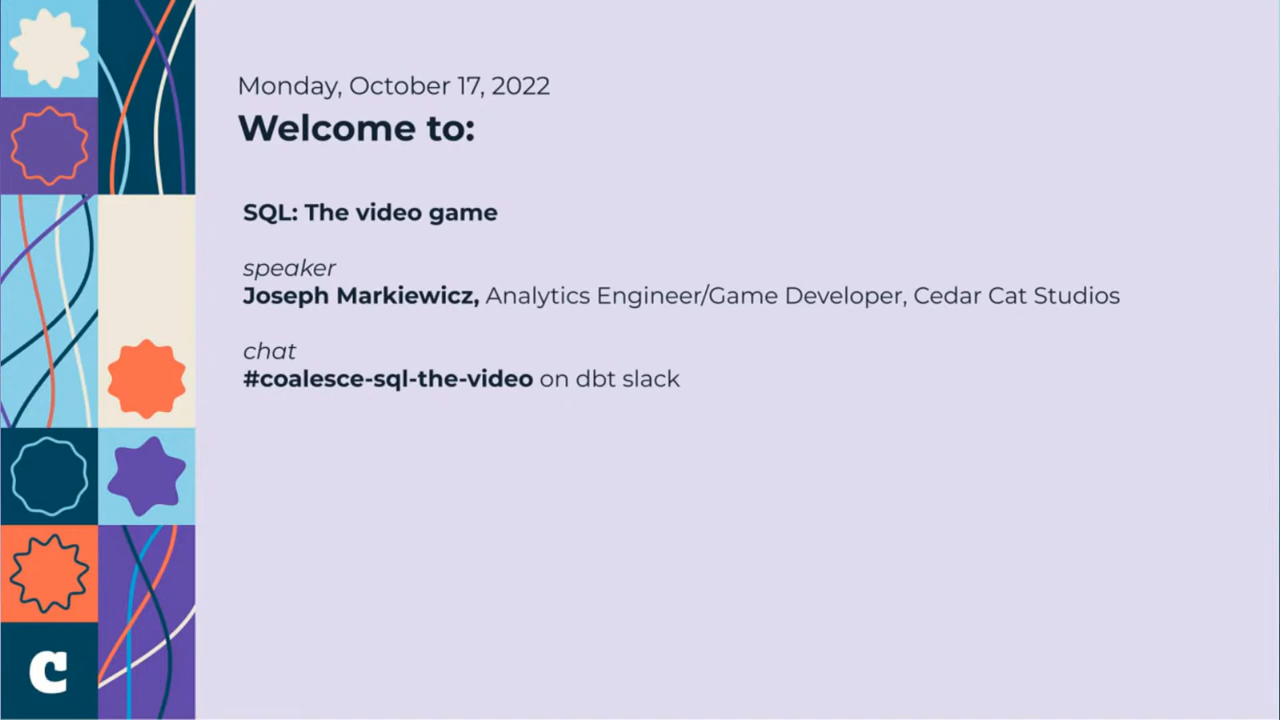 Monday, October 17, 2022
Welcome to:
SQL: The video game
speaker
Joseph Markiewicz, Analytics Engineer/Game Developer, Cedar Cat Studios
chat
#coalesce-sql-the-video on dbt slack
c